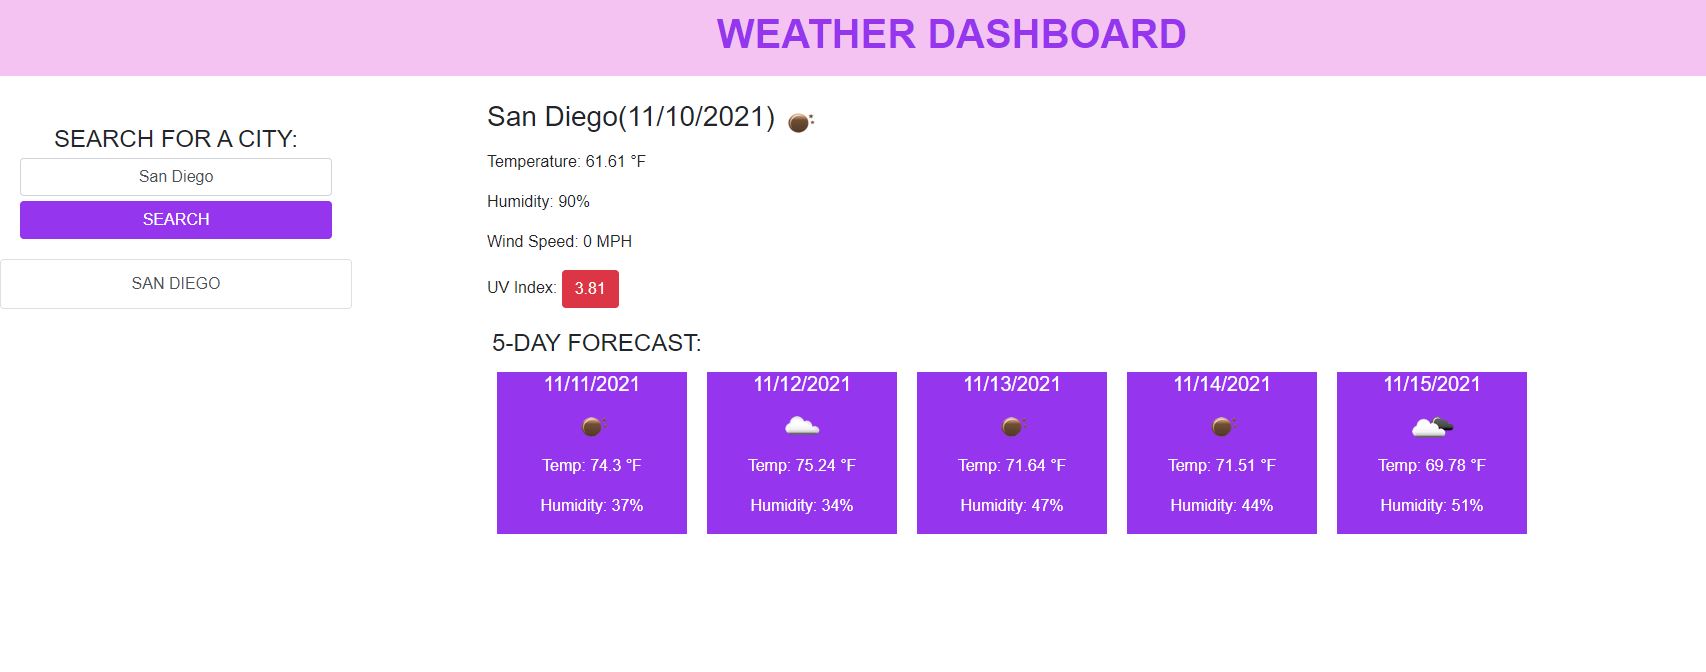 WEATHER DASHBOARD
SEARCH FOR A CITY:
San Diego
SEARCH
SAN DIEGO
San Diego(11/10/2021)
Temperature: 61.61 °F
Humidity: 90%
Wind Speed: 0 MPH
UV Index: 3.81
5-DAY FORECAST:
11/11/2021
Temp: 74.3 °F
Humidity: 37%
11/12/2021
Temp: 75.24 °F
Humidity: 34%
11/13/2021
Temp: 71.64 °F
Humidity: 47%
11/14/2021
Temp: 71.51 °F
Humidity: 44%
11/15/2021
Temp: 69.78 °F
Humidity: 51%